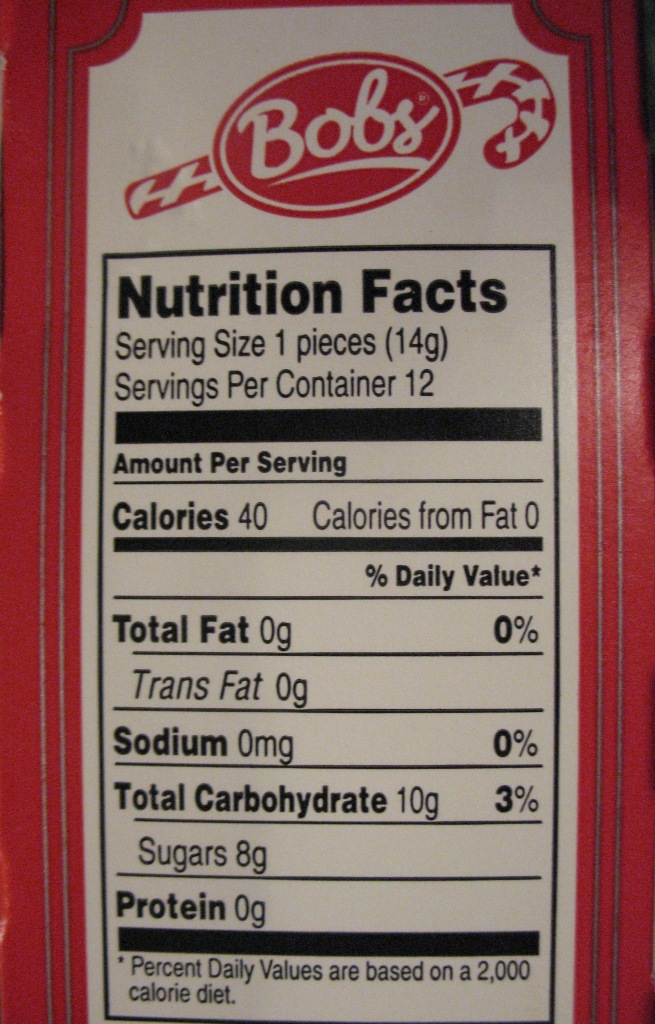 Bobs®
Nutrition Facts
Serving Size 1 pieces (14g)
Servings Per Container 12
Amount Per Serving
Calories 40 Calories from Fat 0
% Daily Value*
Total Fat 0g 0%
Trans Fat 0g
Sodium 0mg 0%
Total Carbohydrate 10g 3%
Sugars 8g
Protein 0g
* Percent Daily Values are based on a 2,000
calorie diet.